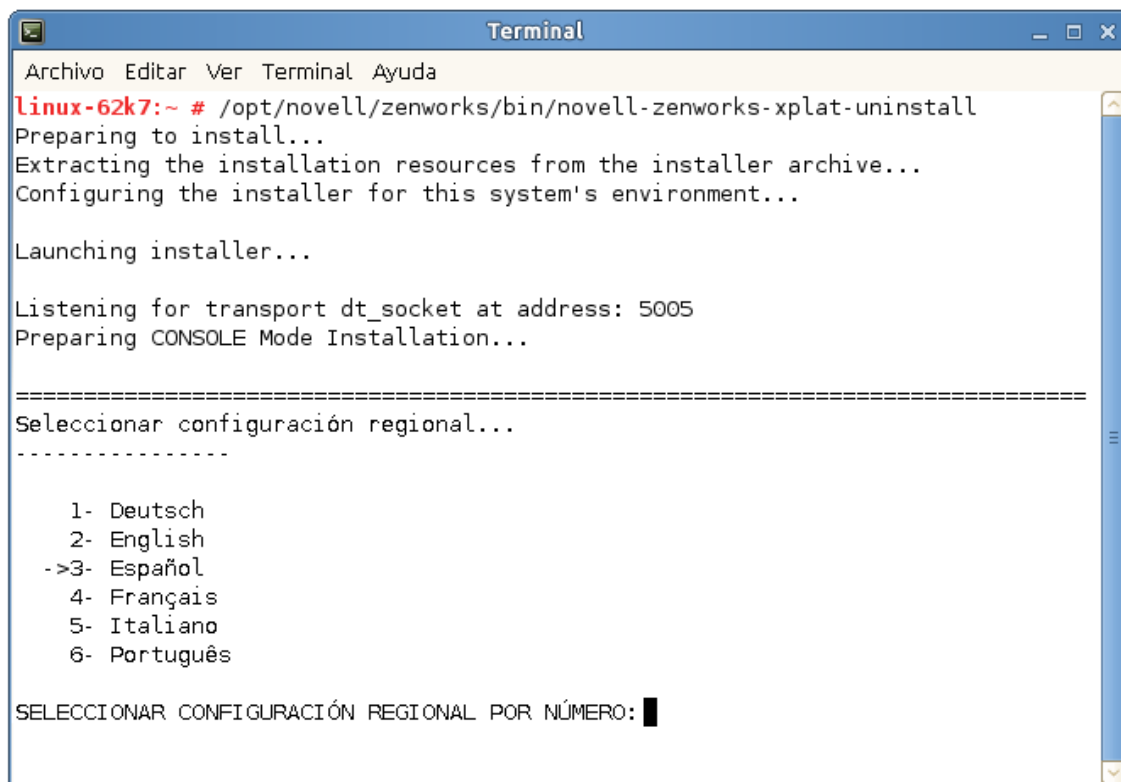 Terminal
Archivo Editar Ver Terminal Ayuda
linux-62k7:~ # /opt/novell/zenworks/bin/novell-zenworks-xplat-uninstall
Preparing to install...
Extracting the installation resources from the installer archive...
Configuring the installer for this system's environment...
Launching installer...
Listening for transport dt_socket at address: 5005
Preparing CONSOLE Mode Installation...
===============================================================================
Seleccionar configuración regional...
----------------
1- Deutsch
2- English
->3- Español
4- Français
5- Italiano
6- Português
SELECCIONAR CONFIGURACIÓN REGIONAL POR NÚMERO: